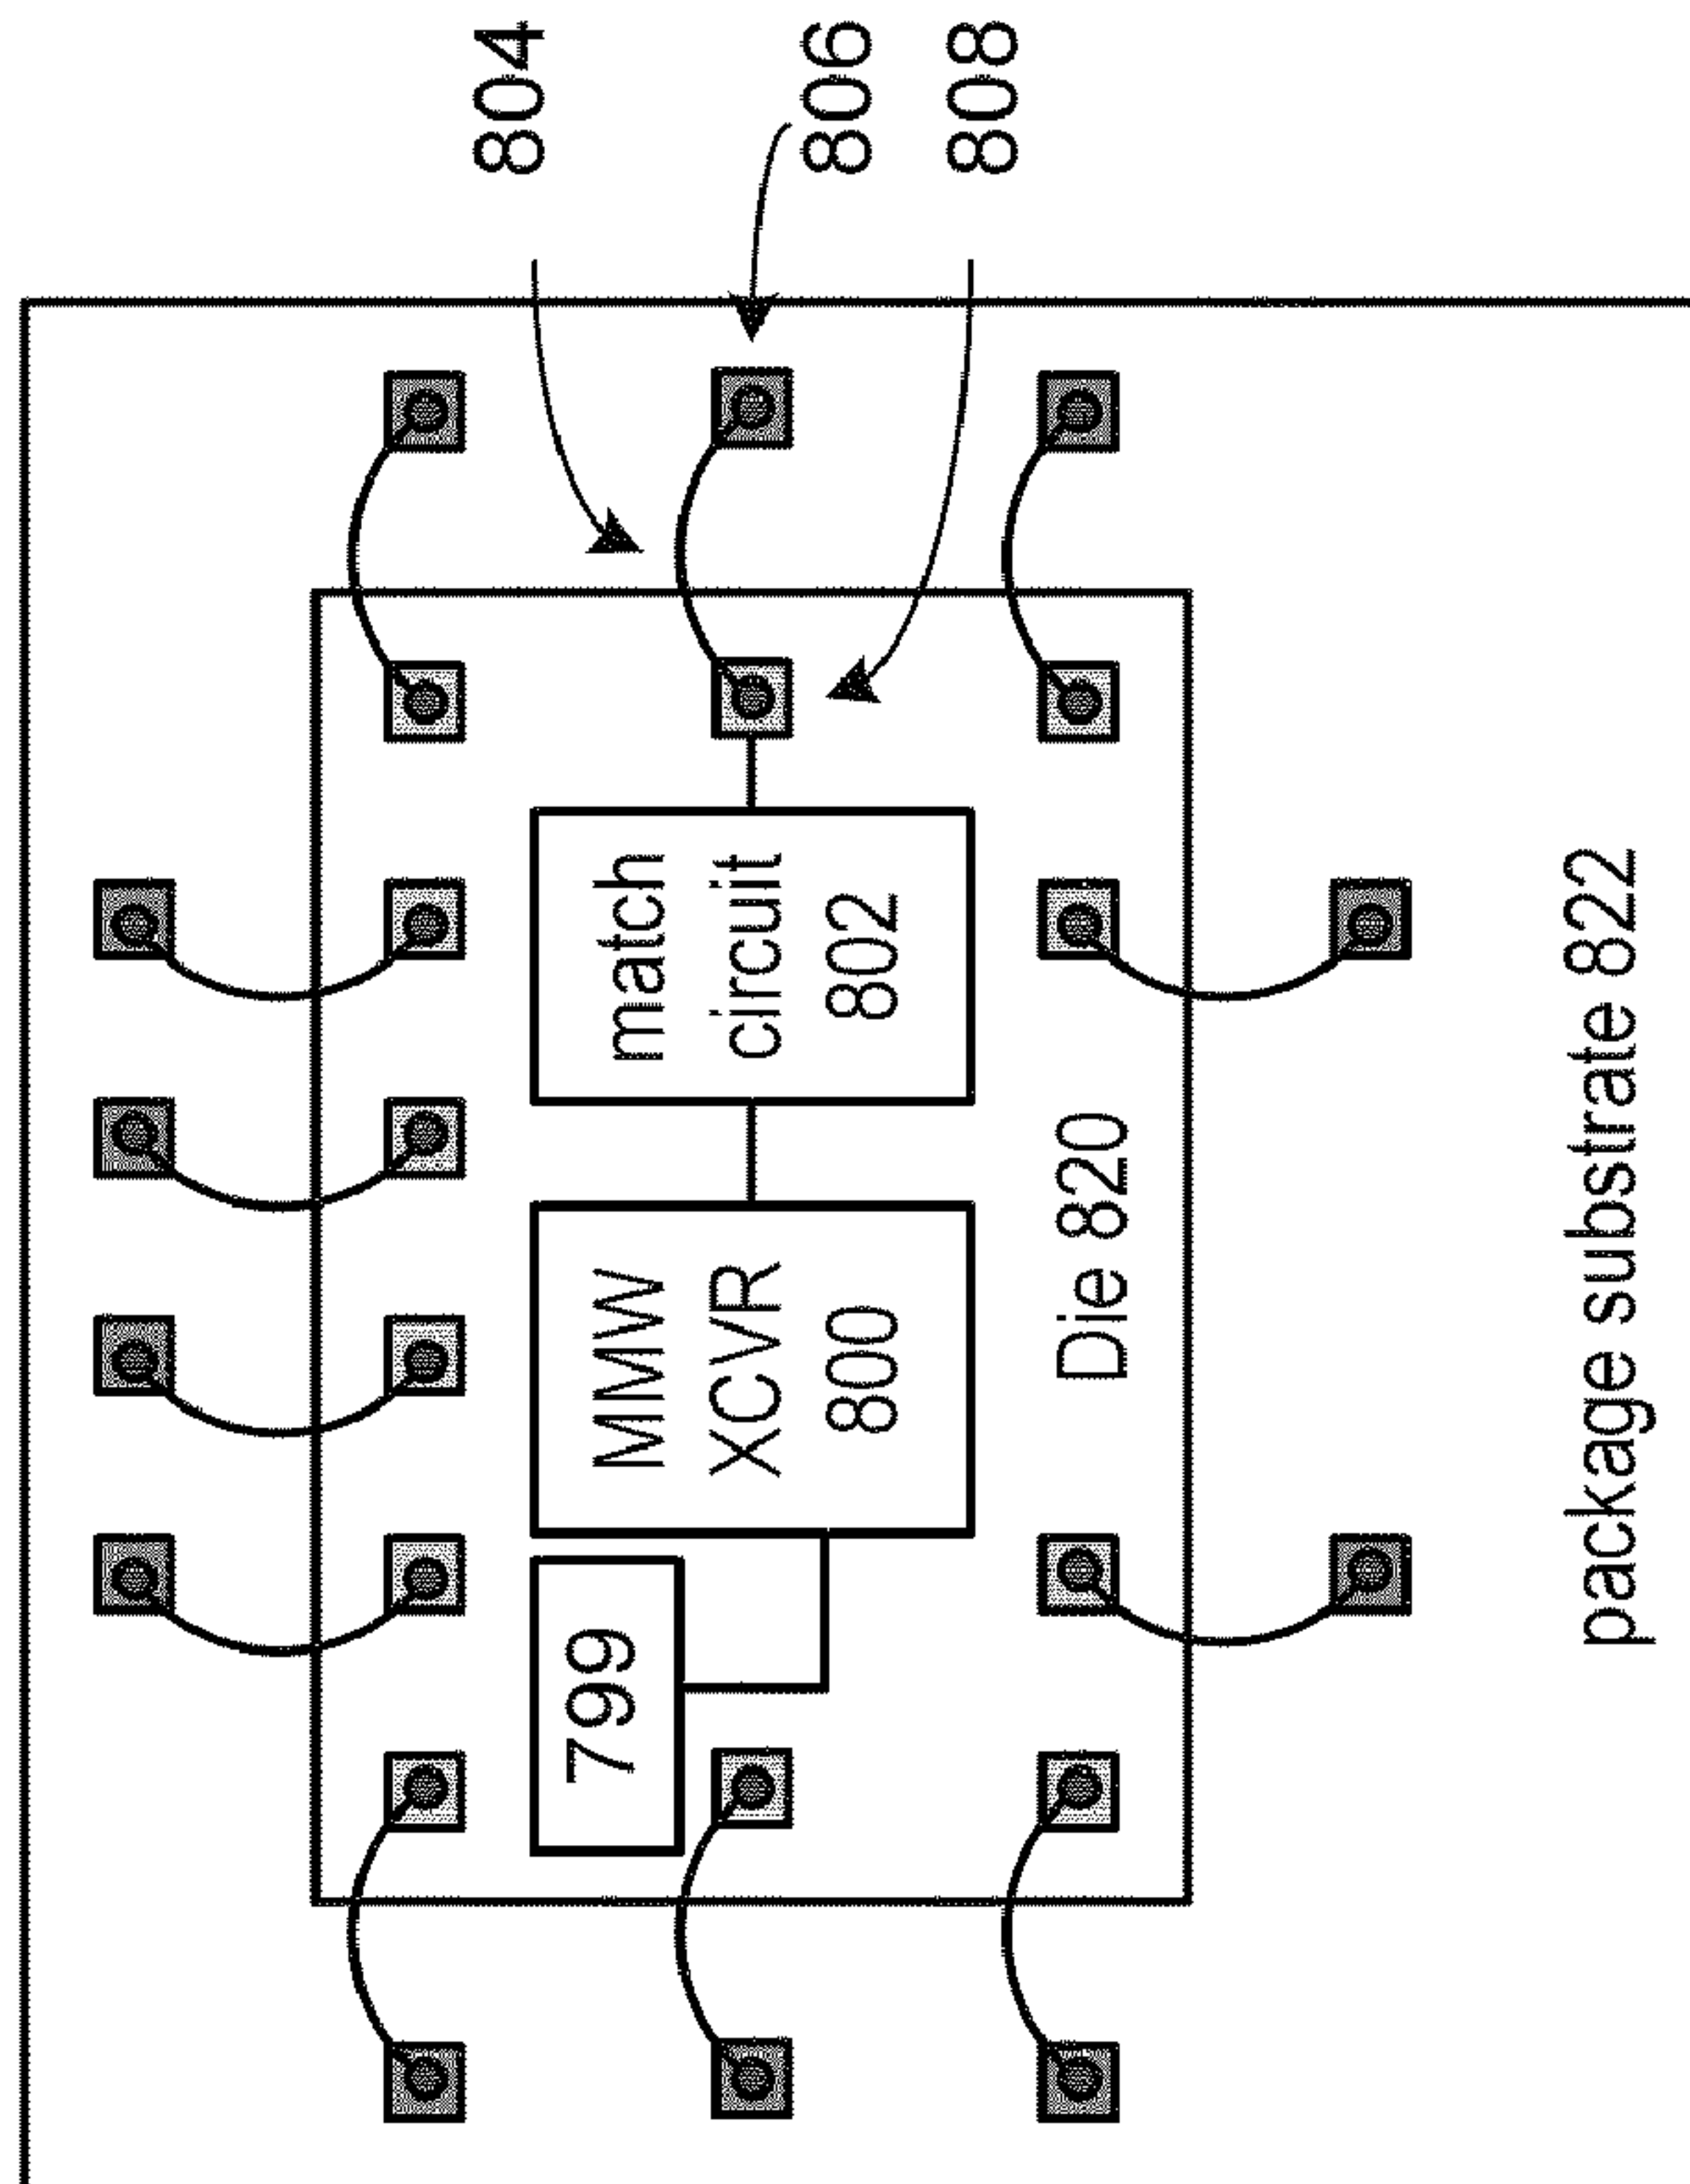 804
806
808
match
circuit
802
MMW
XCVR
800
799
Die 820
package substrate 822